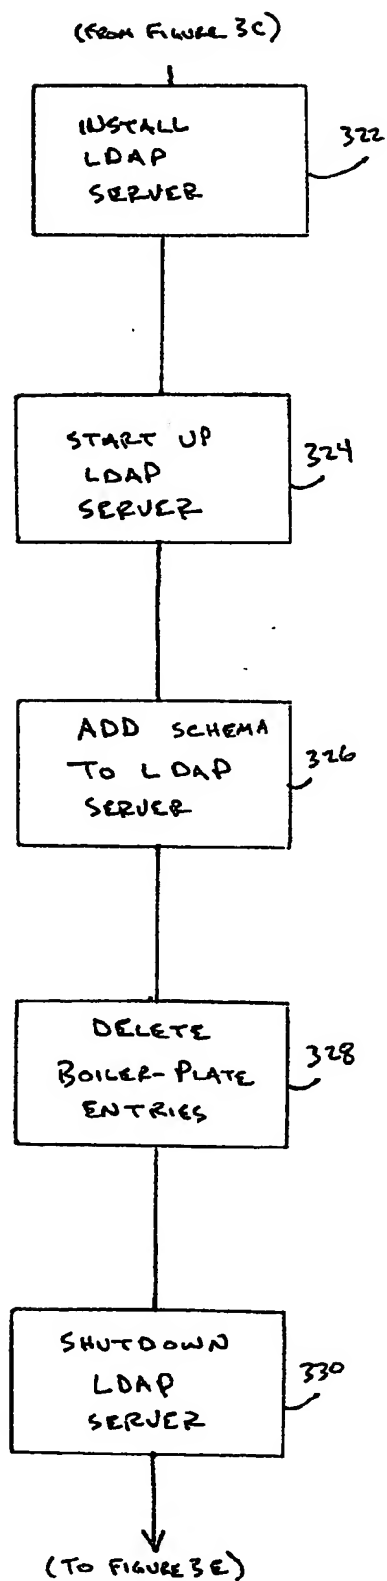 (FROM FIGURE 3C)
INSTALL
LDAP
SERVER
322
START UP
LDAP
SERVER
324
ADD SCHEMA
TO LDAP
SERVER
326
DELETE
BOILER-PLATE
ENTRIES
328
SHUTDOWN
LDAP
SERVER
330
(TO FIGURE 3E)